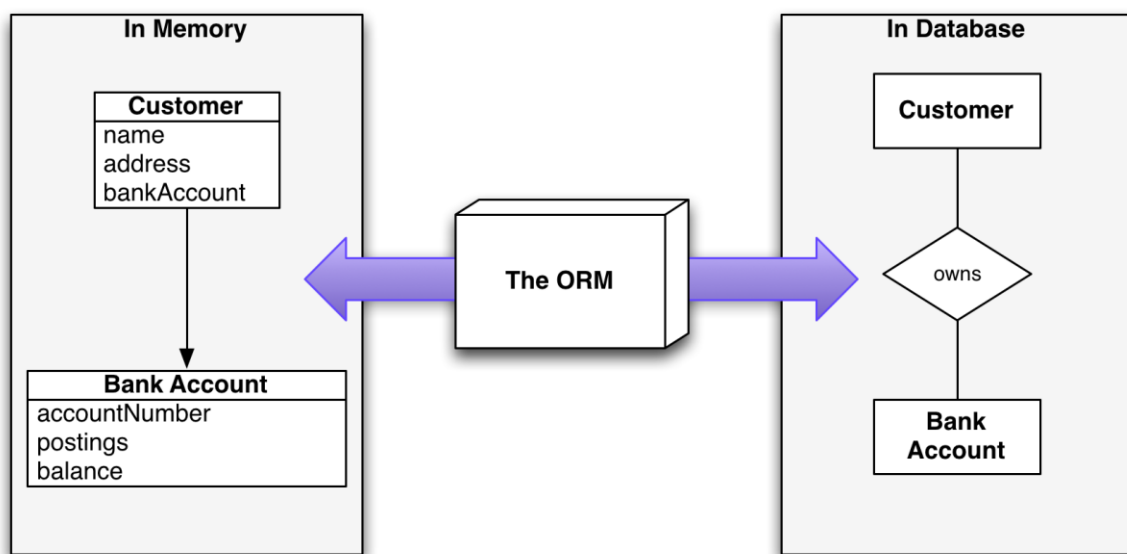 In Memory
Customer
name
address
bankAccount
Bank Account
accountNumber
postings
balance
The ORM
In Database
Customer
owns
Bank
Account